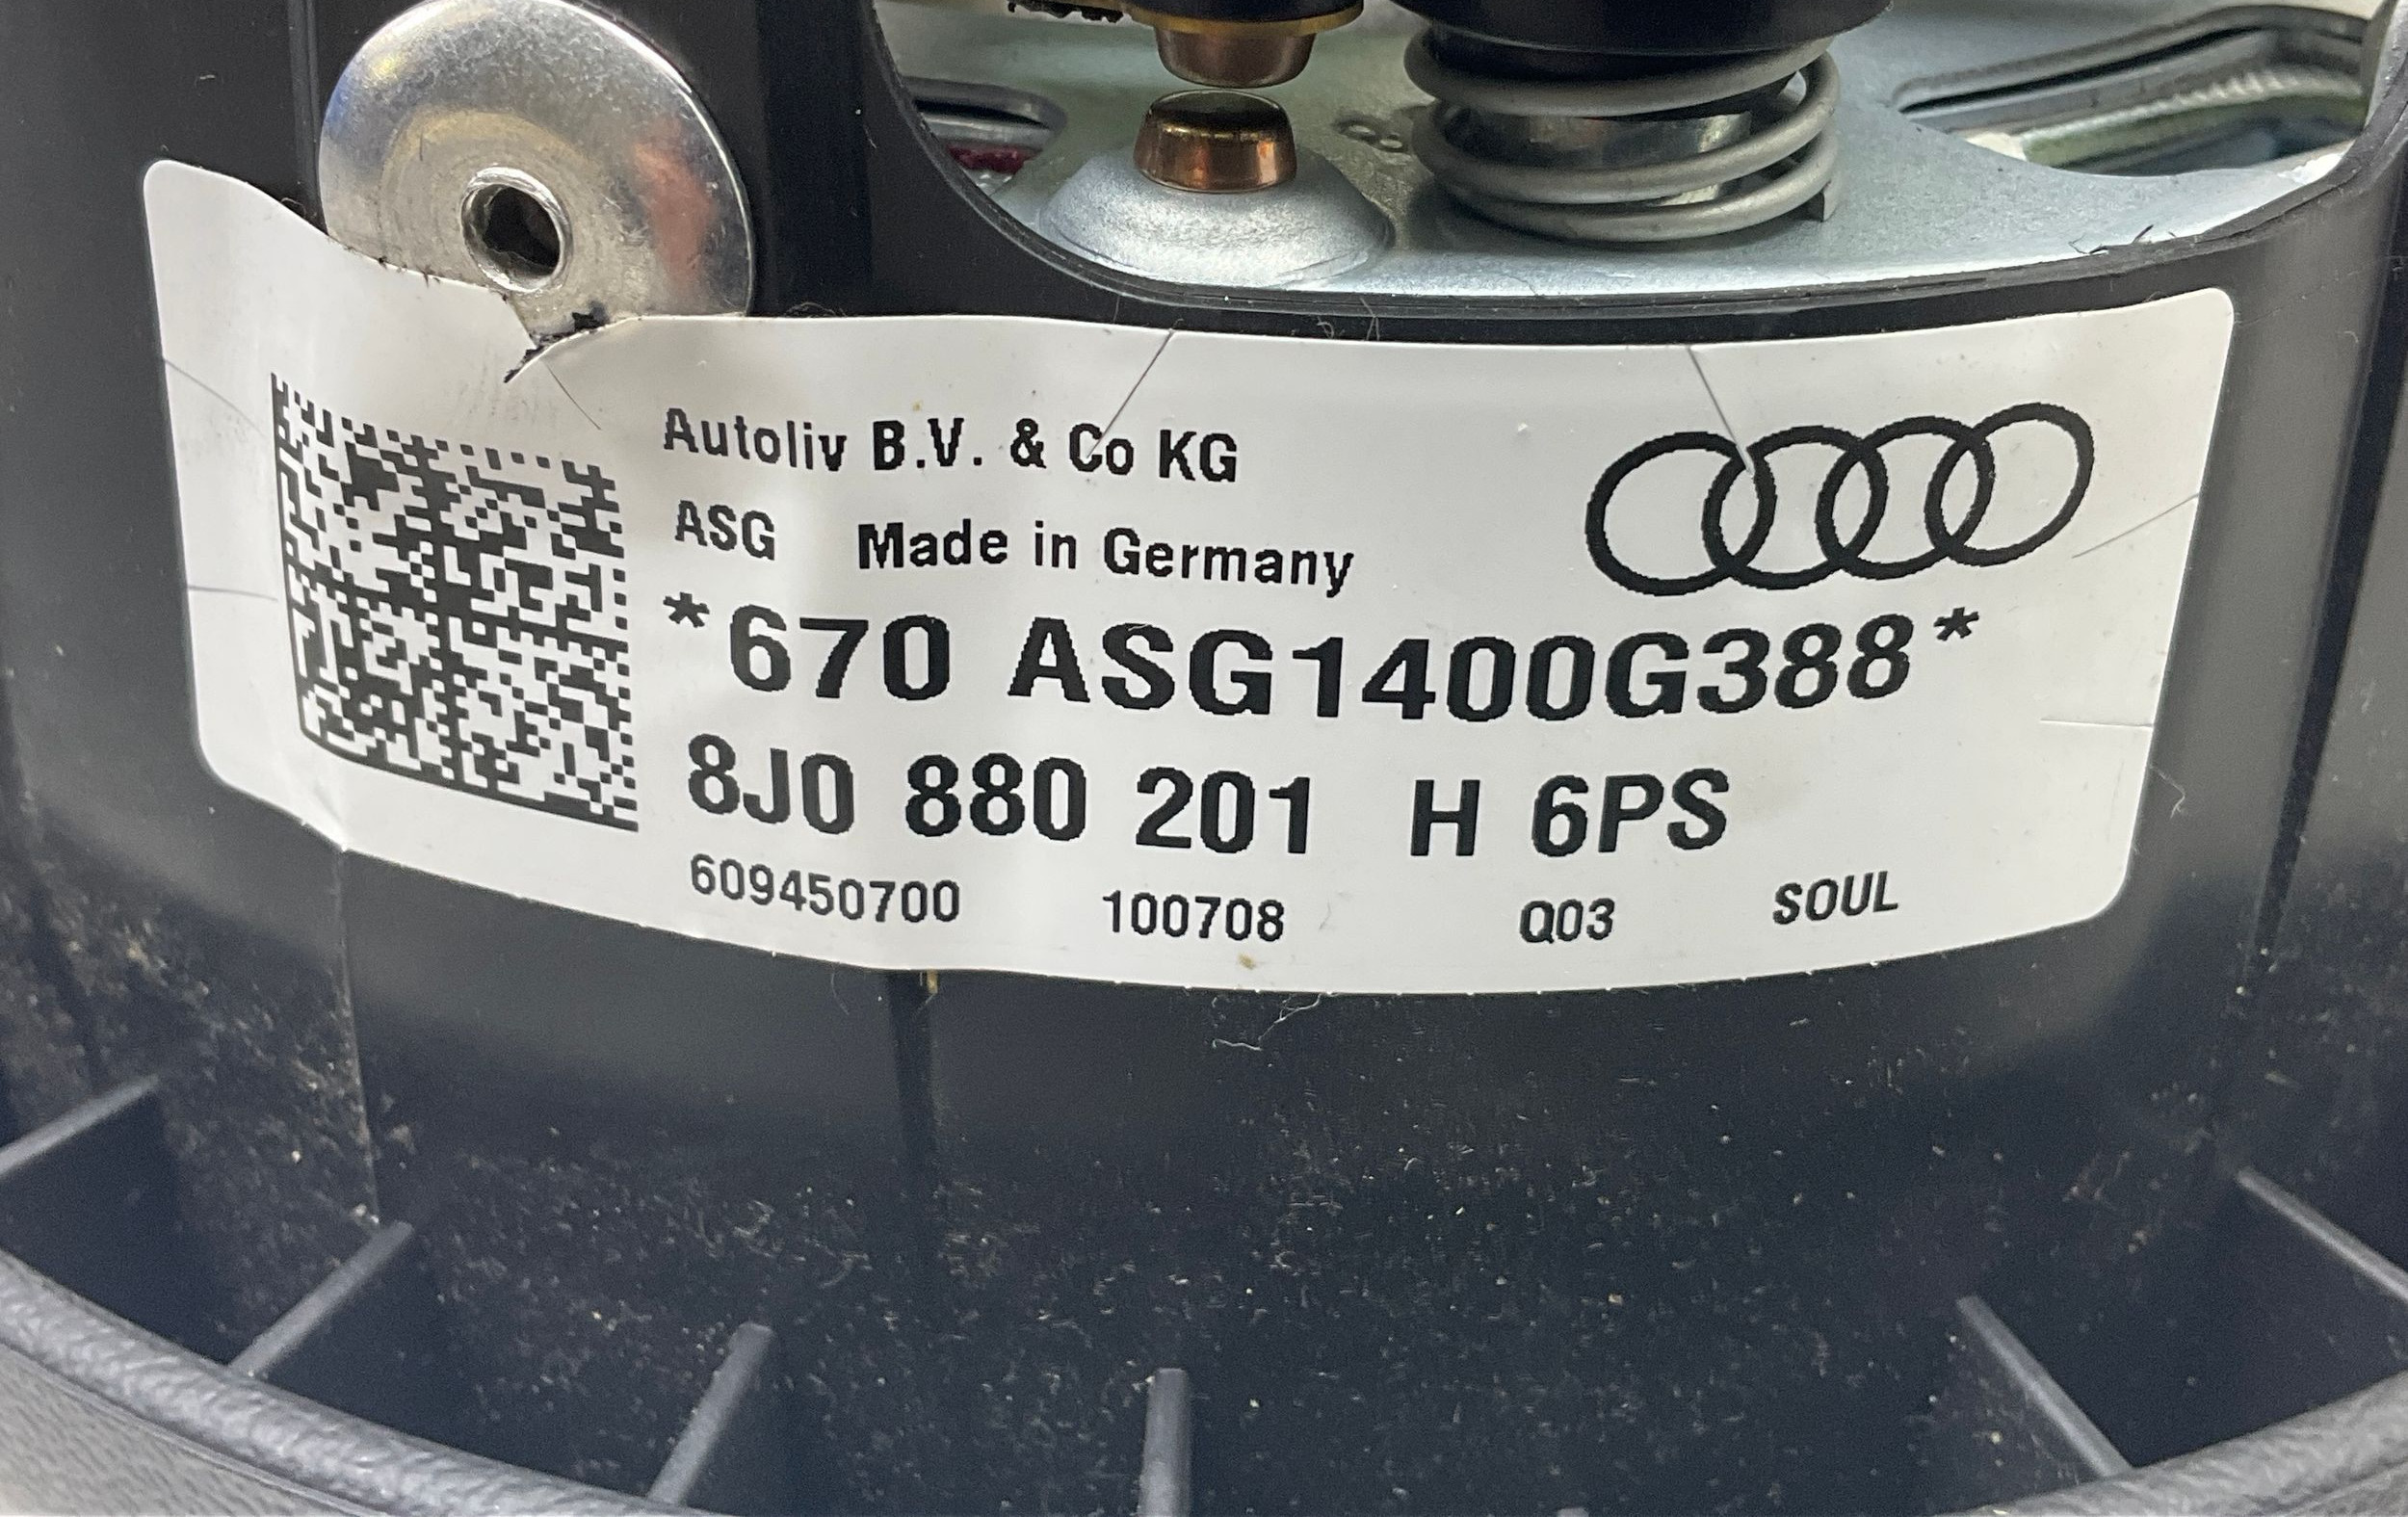 Autoliv B.V. & Co KG
ASG Made in Germany
*670 ASG1400G388*
8J0 880 201 H 6PS
609450700 100708 Q03 SOUL